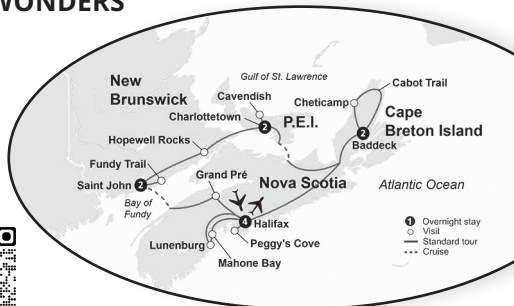 WONDERS
New
Brunswick
Gulf of St. Lawrence
Cavendish
Charlottetown
2
P.E.I.
Cheticamp
Cabot Trail
Cape
Breton Island
2
Baddeck
Hopewell Rocks
Fundy Trail
Saint John
2
Bay of
Fundy
Grand Pré
Nova Scotia
Atlantic Ocean
4
Halifax
Peggy's Cove
Lunenburg
Mahone Bay
1 Overnight stay
Visit
Standard tour
Cruise